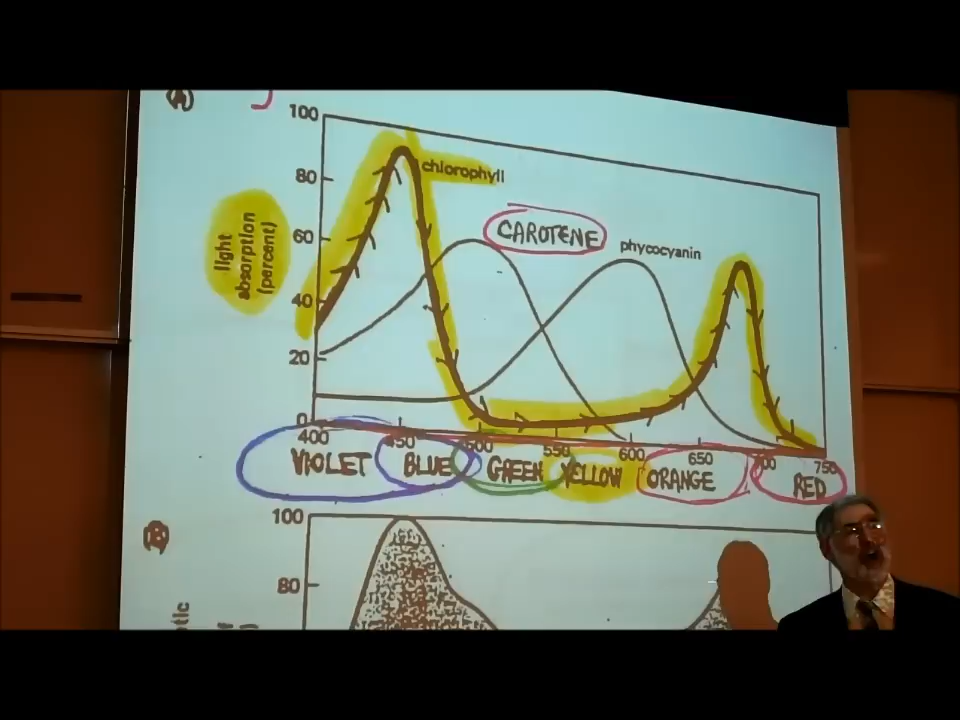 (A)
100
80
60
40
20
0
light
absorption
(percent)
chlorophyll
CAROTENE
phycocyanin
400 450 500 550 600 650 700 750
VIOLET BLUE GREEN YELLOW ORANGE RED
(B)
100
80